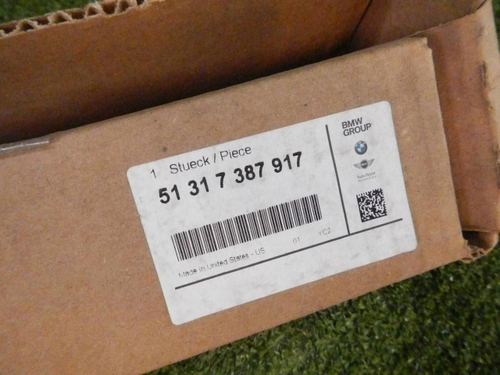 1 Stueck / Piece
51 31 7 387 917
Made in United States - US 01 1C2
BMW
GROUP